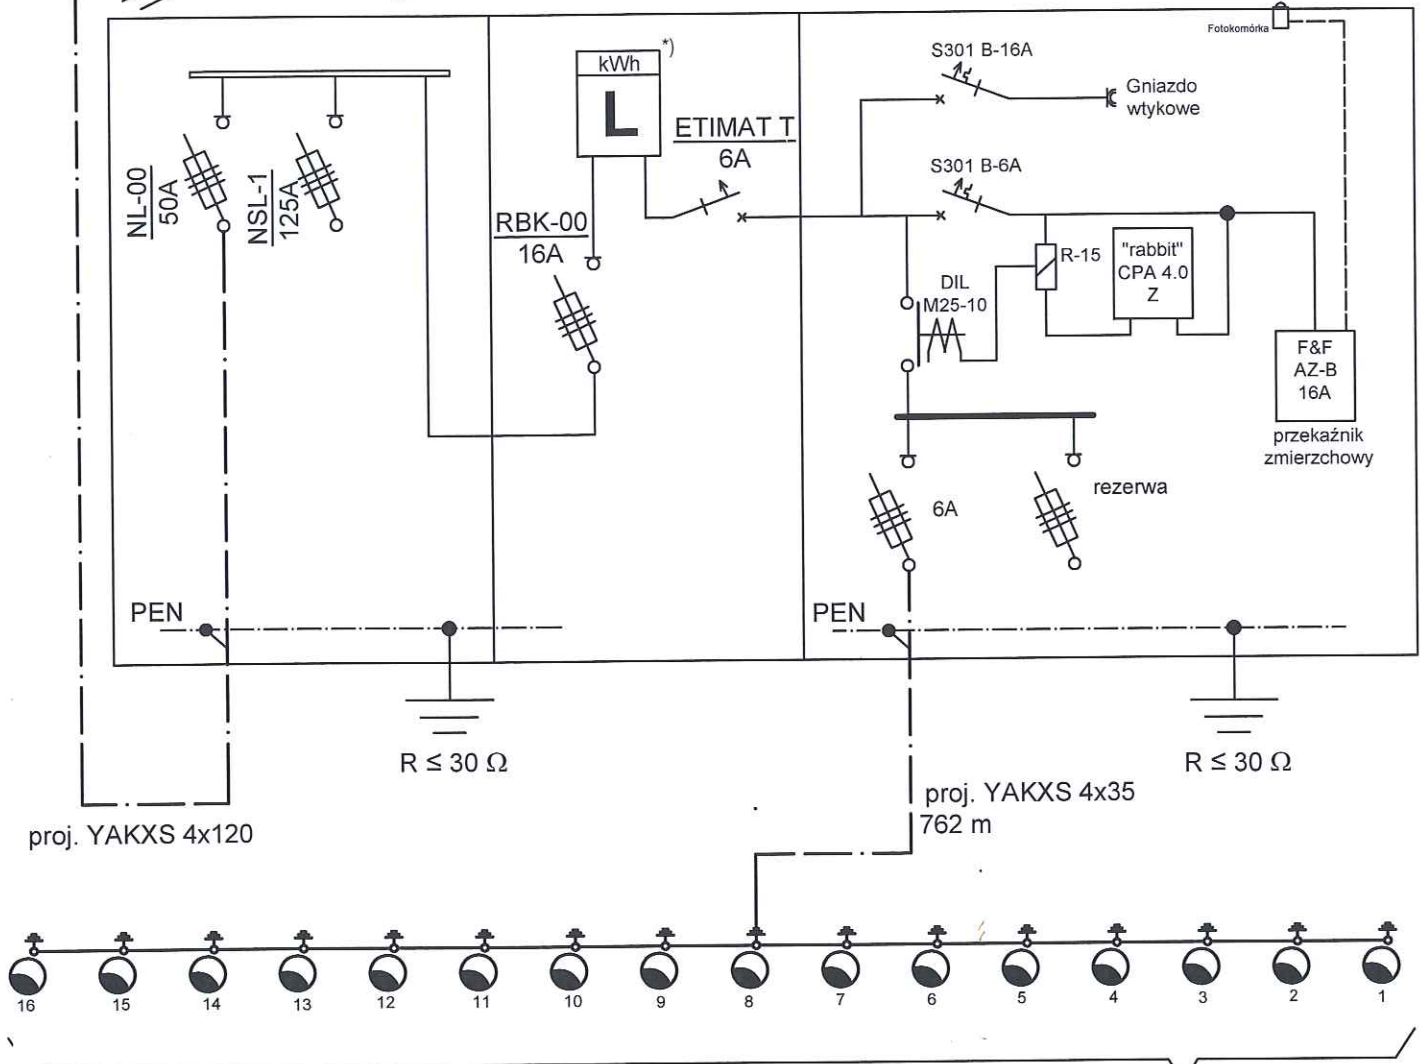 NL-00
50A
NSL-1
125A
kWh
*)
L
ETIMAT T
6A
RBK-00
16A
S301 B-16A
Gniazdo
wtykowe
Fotokomórka
S301 B-6A
R-15
"rabbit"
CPA 4.0
Z
DIL
M25-10
F&F
AZ-B
16A
przekaźnik
zmierzchowy
6A
rezerwa
PEN
PEN
R ≤ 30 Ω
R ≤ 30 Ω
proj. YAKXS 4x120
proj. YAKXS 4x35
762 m
16 15 14 13 12 11 10 9 8 7 6 5 4 3 2 1